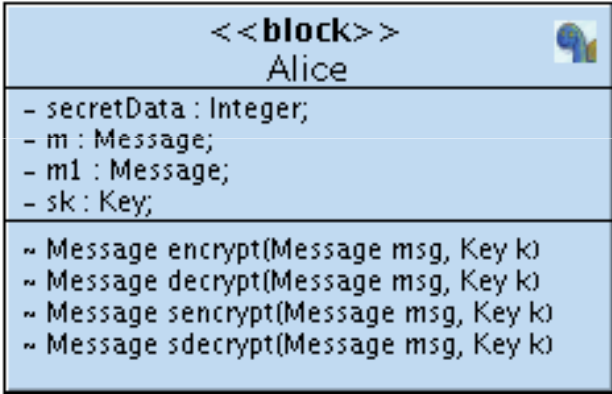 <<block>>
Alice
- secretData : Integer;
- m : Message;
- m1 : Message;
- sk : Key;
~ Message encrypt(Message msg, Key k)
~ Message decrypt(Message msg, Key k)
~ Message sencrypt(Message msg, Key k)
~ Message sdecrypt(Message msg, Key k)